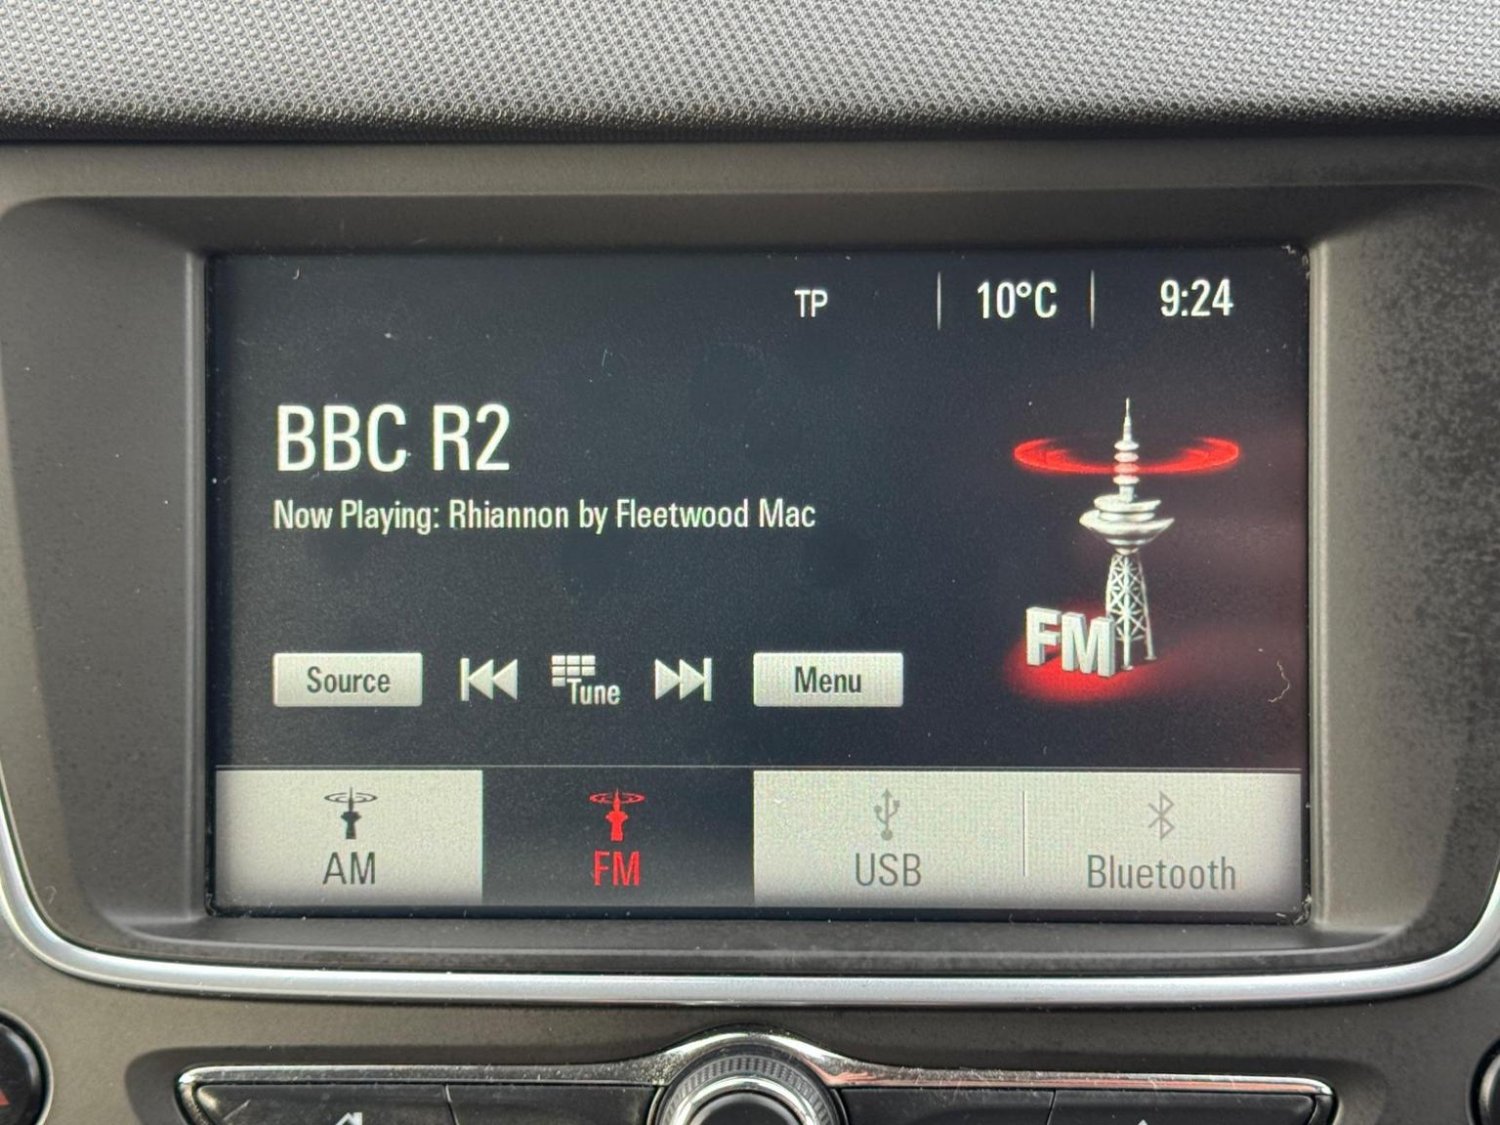 TP 10°C 9:24
BBC R2
Now Playing: Rhiannon by Fleetwood Mac
FM
Source Tune Menu
AM FM USB Bluetooth